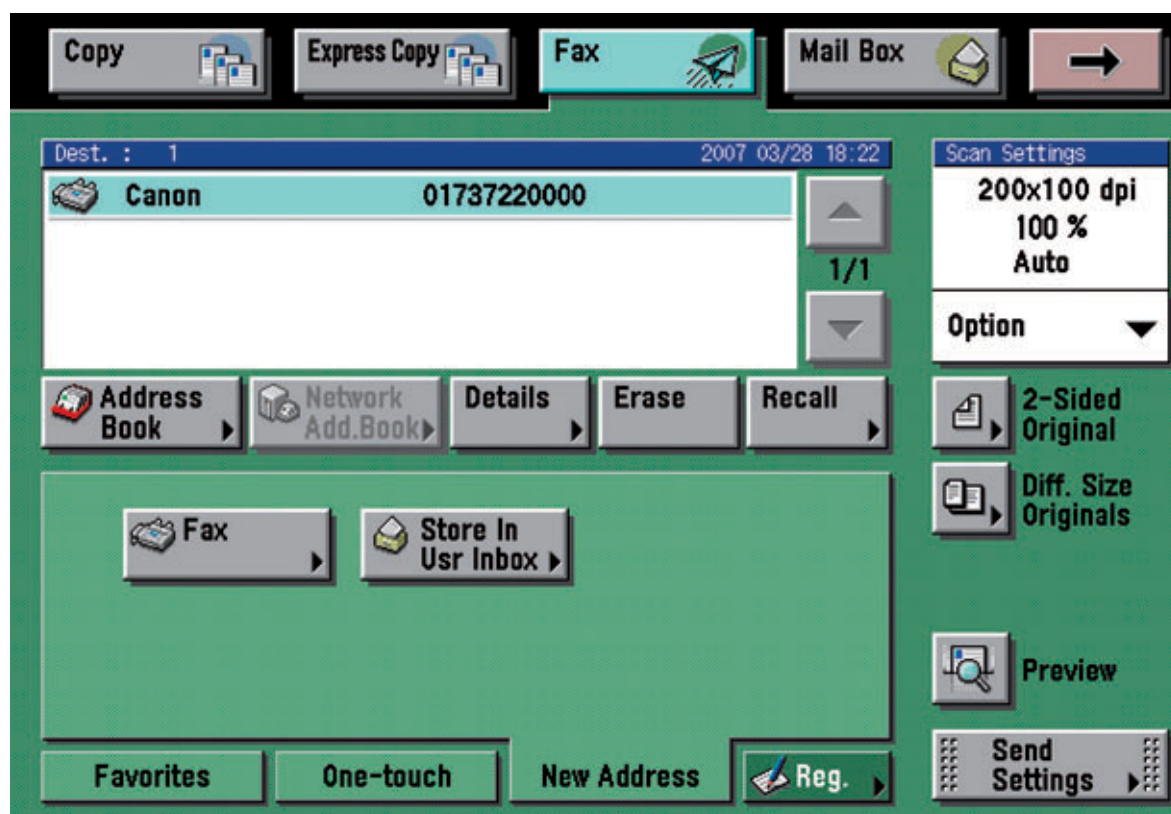 Copy
Express Copy
Fax
Mail Box
Dest. : 1 2007 03/28 18:22
Canon 01737220000
1/1
Scan Settings
200x100 dpi
100 %
Auto
Option
Address
Book
Network
Add.Book
Details
Erase
Recall
2-Sided
Original
Diff. Size
Originals
Fax
Store In
Usr Inbox
Preview
Favorites
One-touch
New Address
Reg.
Send
Settings